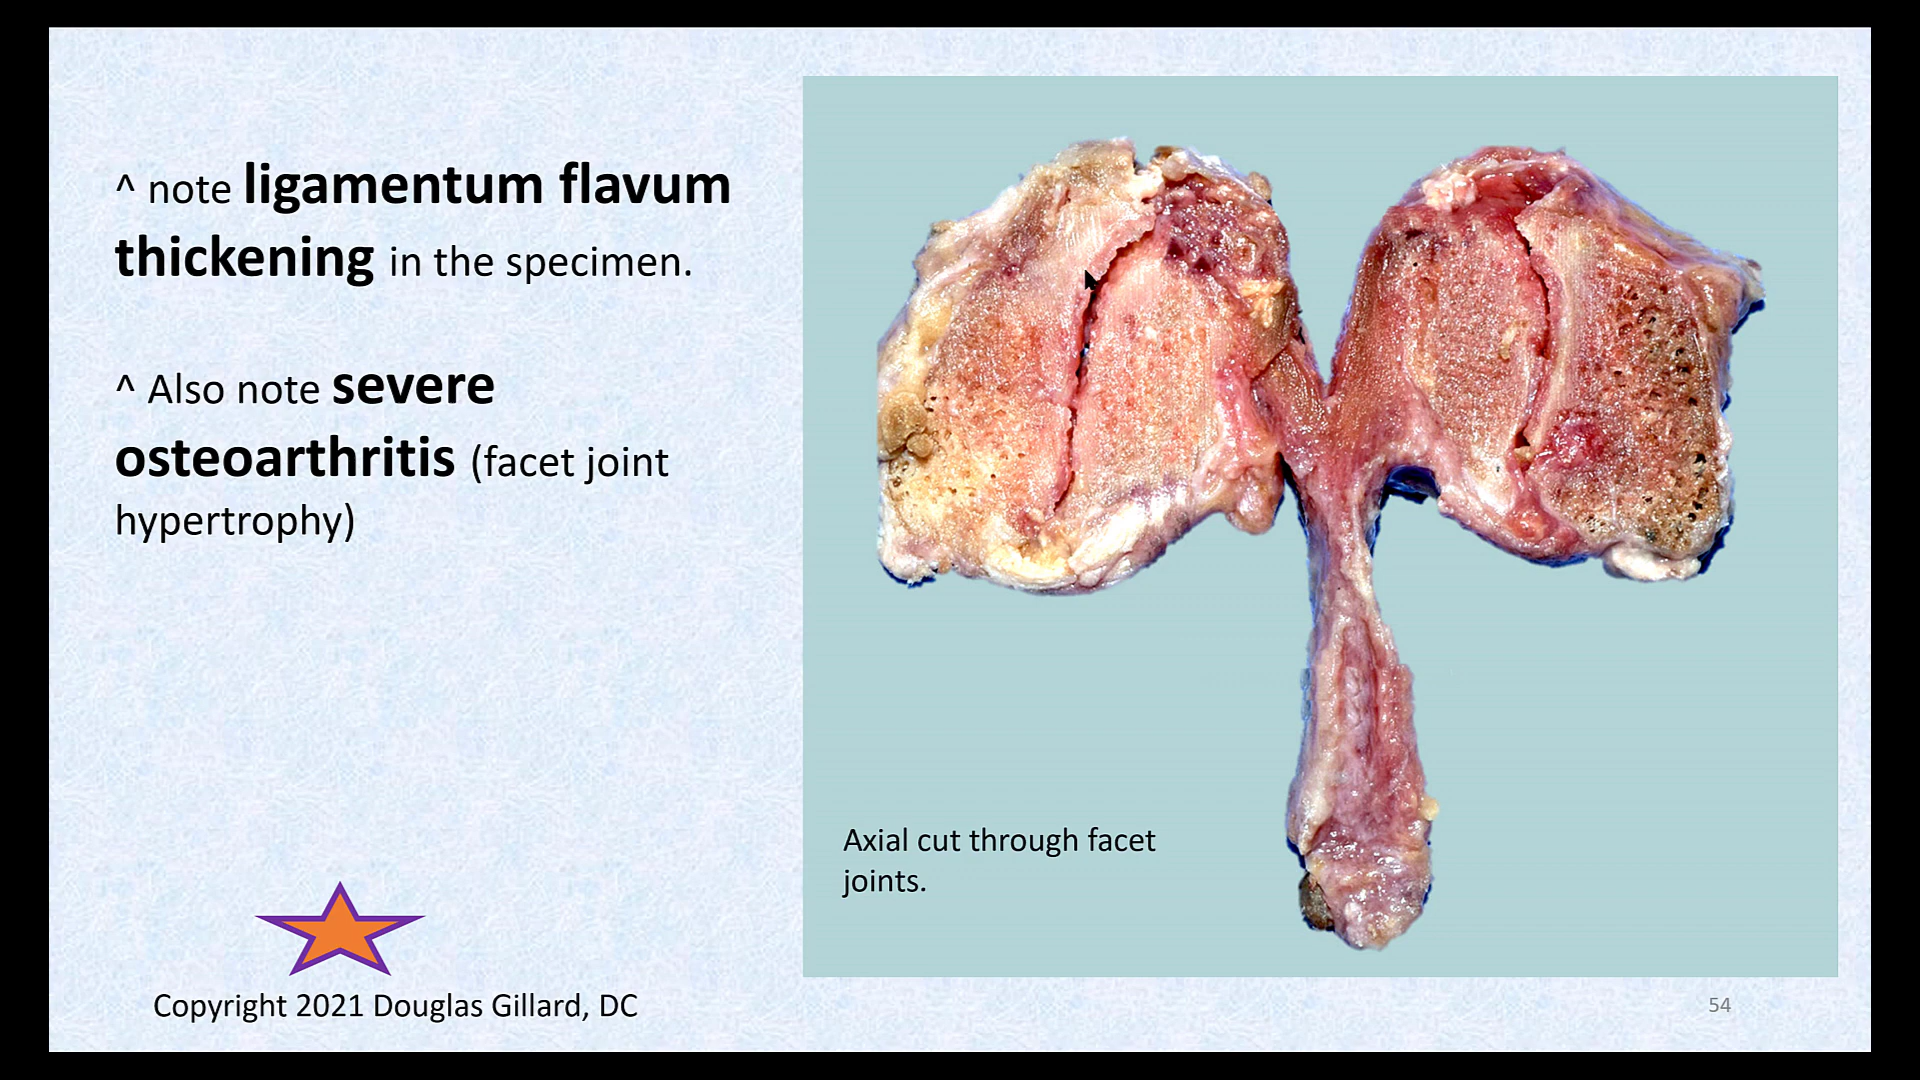 ^ note ligamentum flavum
thickening in the specimen.
^ Also note severe
osteoarthritis (facet joint
hypertrophy)
Axial cut through facet
joints.
Copyright 2021 Douglas Gillard, DC
54